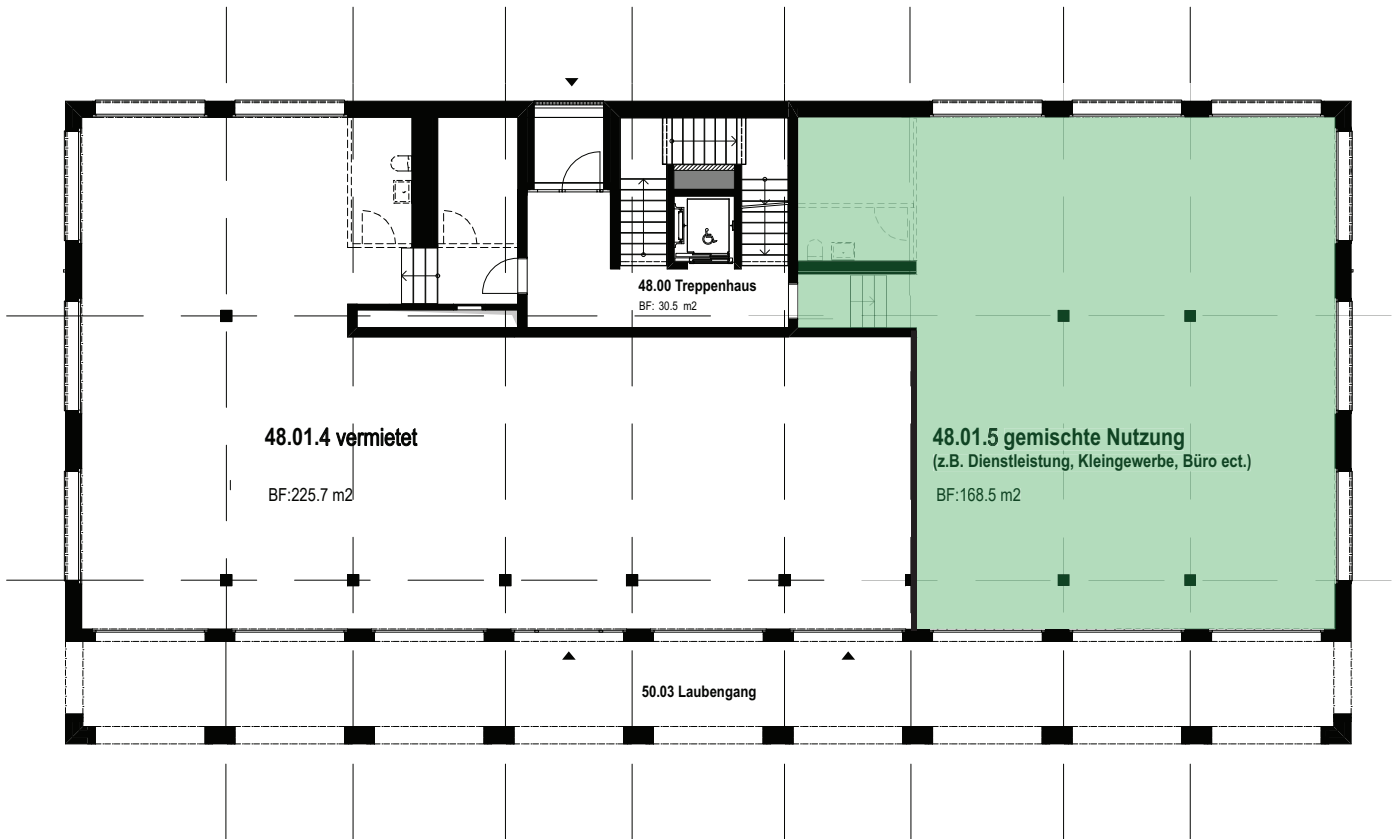 48.00 Treppenhaus
BF: 30.5 m2
48.01.4 vermietet
BF:225.7 m2
48.01.5 gemischte Nutzung
(z.B. Dienstleistung, Kleingewerbe, Büro ect.)
BF:168.5 m2
50.03 Laubengang